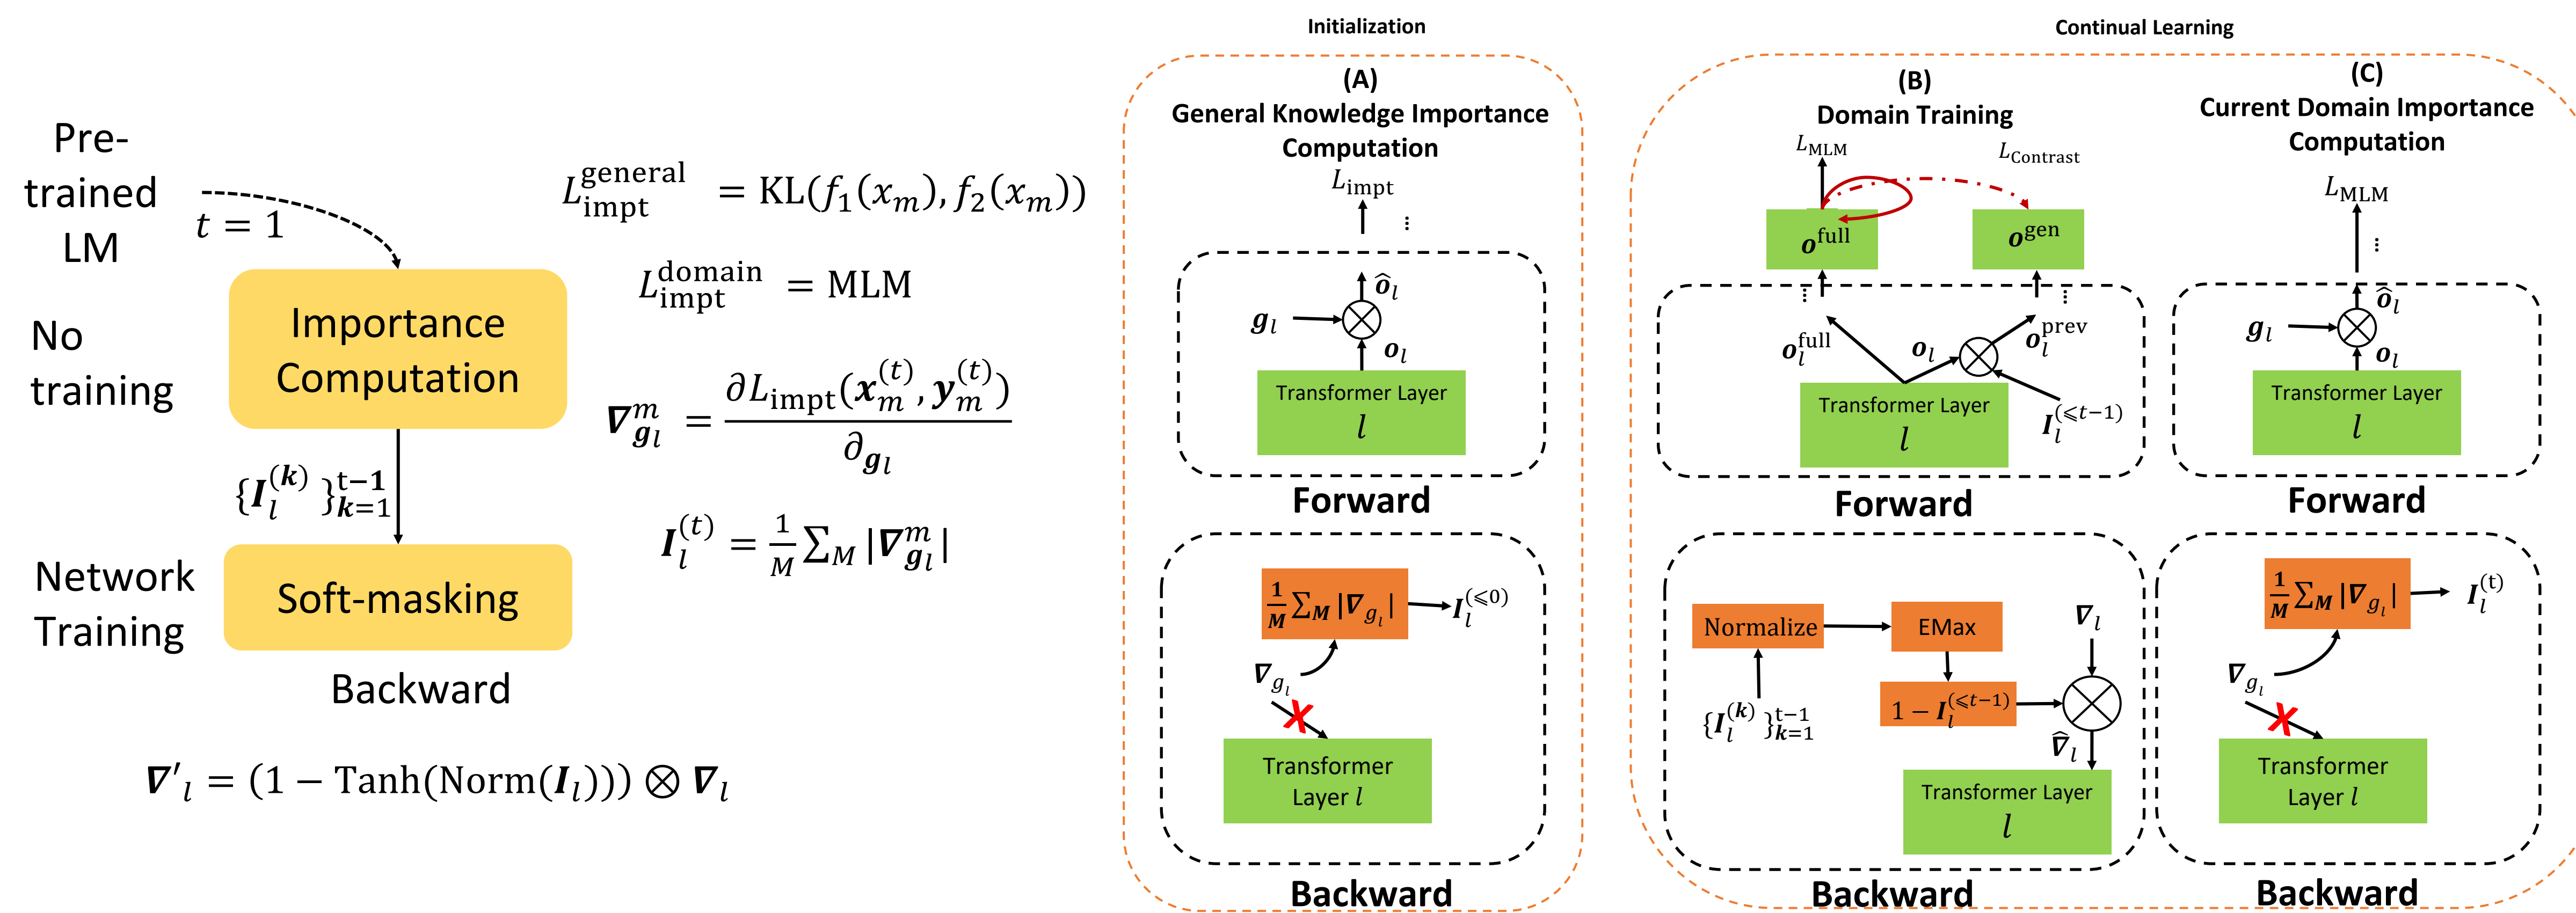 Pre-
trained
LM
t = 1
No
training
Importance
Computation
{I_l^(k)}_{k=1}^{t−1}
Network
Training
Soft-masking
Backward
∇'_l = (1 − Tanh(Norm(I_l))) ⊗ ∇_l
L_impt^general = KL(f_1(x_m), f_2(x_m))
L_impt^domain = MLM
∇_{g_l}^m = ∂L_impt(x_m^(t), y_m^(t)) / ∂_{g_l}
I_l^(t) = 1/M ∑_M |∇_{g_l}^m|
Initialization
(A)
General Knowledge Importance
Computation
L_impt
⋮
ô_l
g_l
⊗
o_l
Transformer Layer
l
Forward
1/M ∑_M |∇_{g_l}|
I_l^(⩽0)
∇_{g_l}
X
Transformer
Layer l
Backward
Continual Learning
(B)
Domain Training
L_MLM
L_Contrast
o^full
o^gen
⋮
⋮
o_l^full
o_l
⊗
o_l^prev
Transformer Layer
l
I_l^(⩽t−1)
Forward
Normalize
EMax
∇_l
{I_l^(k)}_{k=1}^{t−1}
1 − I_l^(⩽t−1)
⊗
∇̂_l
Transformer Layer
l
Backward
(C)
Current Domain Importance
Computation
L_MLM
⋮
ô_l
g_l
⊗
o_l
Transformer Layer
l
Forward
1/M ∑_M |∇_{g_l}|
I_l^(t)
∇_{g_l}
X
Transformer
Layer l
Backward